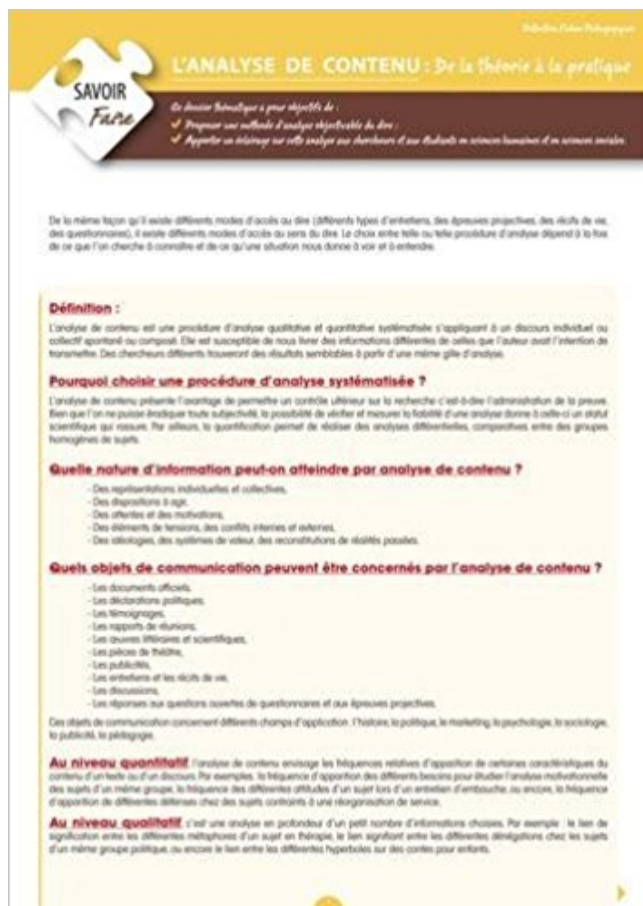 Collection Fiches Pédagogiques
L'ANALYSE DE CONTENU : De la théorie à la pratique
SAVOIR
Faire
Ce dossier thématique a pour objectifs de :
Proposer une méthode d'analyse objectivable du dire ;
Apporter un éclairage sur cette analyse aux chercheurs et aux étudiants en sciences humaines et en sciences sociales.
De la même façon qu'il existe différents modes d'accès au dire (différents types d'entretiens, des épreuves projectives, des récits de vie,
des questionnaires), il existe différents modes d'accès au sens du dire. Le choix entre telle ou telle procédure d'analyse dépend à la fois
de ce que l'on cherche à connaître et de ce qu'une situation nous donne à voir et à entendre.
Définition :
L'analyse de contenu est une procédure d'analyse qualitative et quantitative systématisée s'appliquant à un discours individuel ou
collectif spontané ou composé. Elle est susceptible de nous livrer des informations différentes de celles que l'auteur avait l'intention de
transmettre. Des chercheurs différents trouveront des résultats semblables à partir d'une même grille d'analyse.
Pourquoi choisir une procédure d'analyse systématisée ?
L'analyse de contenu présente l'avantage de permettre un contrôle ultérieur sur la recherche c'est-à-dire l'administration de la preuve.
Bien que l'on ne puisse éradiquer toute subjectivité, la possibilité de vérifier et mesurer la fiabilité d'une analyse donne à celle-ci un statut
scientifique qui rassure. Par ailleurs, la quantification permet de réaliser des analyses différentielles, comparatives entre des groupes
homogènes de sujets.
Quelle nature d'information peut-on atteindre par analyse de contenu ?
- Des représentations individuelles et collectives,
- Des dispositions à agir,
- Des attentes et des motivations,
- Des éléments de tensions, des conflits internes et externes,
- Des idéologies, des systèmes de valeur, des reconstitutions de réalités passées.
Quels objets de communication peuvent être concernés par l'analyse de contenu ?
- Les documents officiels,
- Les déclarations politiques,
- Les témoignages,
- Les rapports de réunions,
- Les œuvres littéraires et scientifiques,
- Les pièces de théâtre,
- Les publicités,
- Les entretiens et les récits de vie,
- Les discussions,
- Les réponses aux questions ouvertes de questionnaires et aux épreuves projectives.
Ces objets de communication concernent différents champs d'application : l'histoire, la politique, le marketing, la psychologie, la sociologie,
la publicité, la pédagogie.
Au niveau quantitatif l'analyse de contenu envisage les fréquences relatives d'apparition de certaines caractéristiques du
contenu d'un texte ou d'un discours. Par exemples : la fréquence d'apparition des différents besoins pour étudier l'analyse motivationnelle
des sujets d'un même groupe, la fréquence des différentes attitudes d'un sujet lors d'un entretien d'embauche, ou encore, la fréquence
d'apparition de différentes défenses chez des sujets contraints à une réorganisation de service.
Au niveau qualitatif c'est une analyse en profondeur d'un petit nombre d'informations choisies. Par exemple : le lien de
signification entre les différentes métaphores d'un sujet en thérapie, le lien signifiant entre les différentes dénégations chez les sujets
d'un même groupe politique, ou encore le lien entre les différentes hyperboles sur des contes pour enfants.